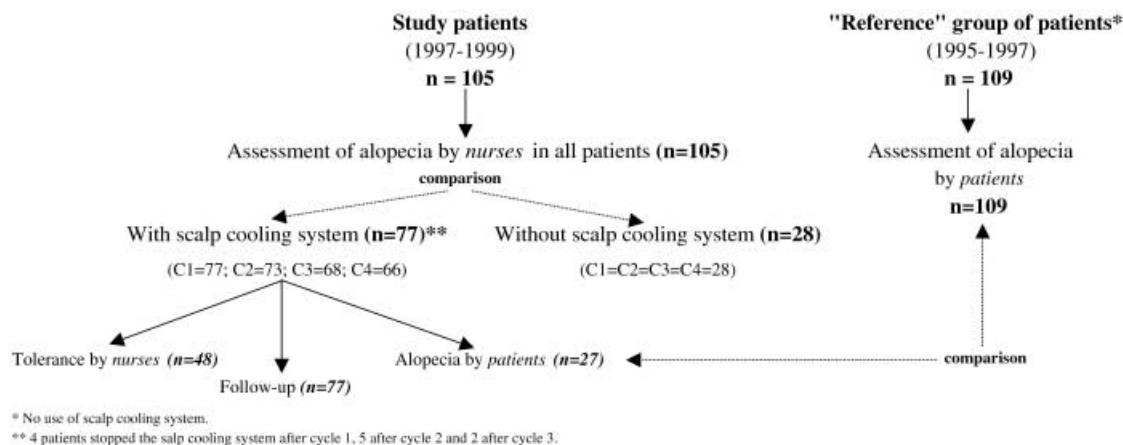 Study patients
(1997-1999)
n = 105
"Reference" group of patients*
(1995-1997)
n = 109
Assessment of alopecia by nurses in all patients (n=105)
comparison
Assessment of alopecia
by patients
n=109
With scalp cooling system (n=77)**
Without scalp cooling system (n=28)
(C1=77; C2=73; C3=68; C4=66)
(C1=C2=C3=C4=28)
Tolerance by nurses (n=48)
Follow-up (n=77)
Alopecia by patients (n=27)
comparison
* No use of scalp cooling system.
** 4 patients stopped the salp cooling system after cycle 1, 5 after cycle 2 and 2 after cycle 3.